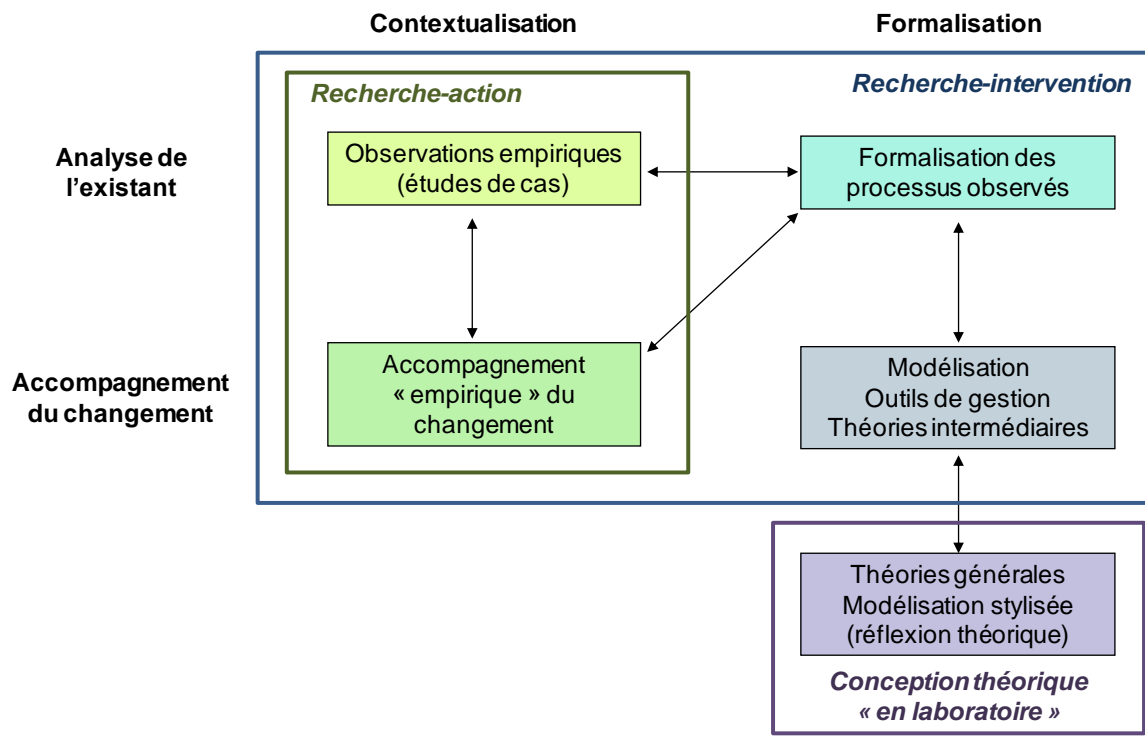 Contextualisation
Formalisation
Recherche-action
Recherche-intervention
Analyse de
l’existant
Observations empiriques
(études de cas)
Formalisation des
processus observés
Accompagnement
du changement
Accompagnement
« empirique » du
changement
Modélisation
Outils de gestion
Théories intermédiaires
Théories générales
Modélisation stylisée
(réflexion théorique)
Conception théorique
« en laboratoire »